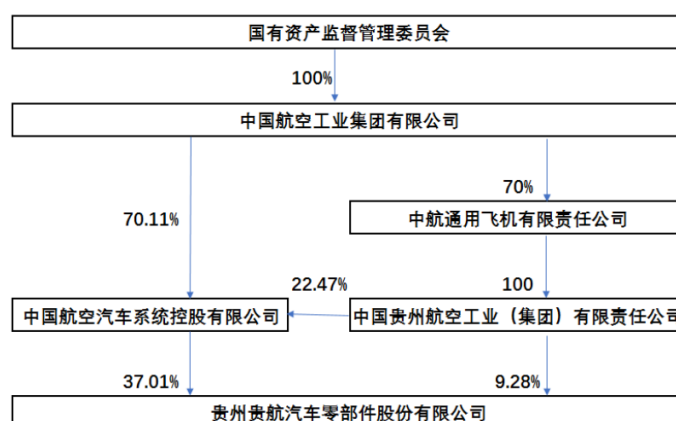 国有资产监督管理委员会
100%
中国航空工业集团有限公司
70%
70.11%
中航通用飞机有限责任公司
22.47%
100
中国航空汽车系统控股有限公司
中国贵州航空工业（集团）有限责任公司
37.01%
9.28%
贵州贵航汽车零部件股份有限公司